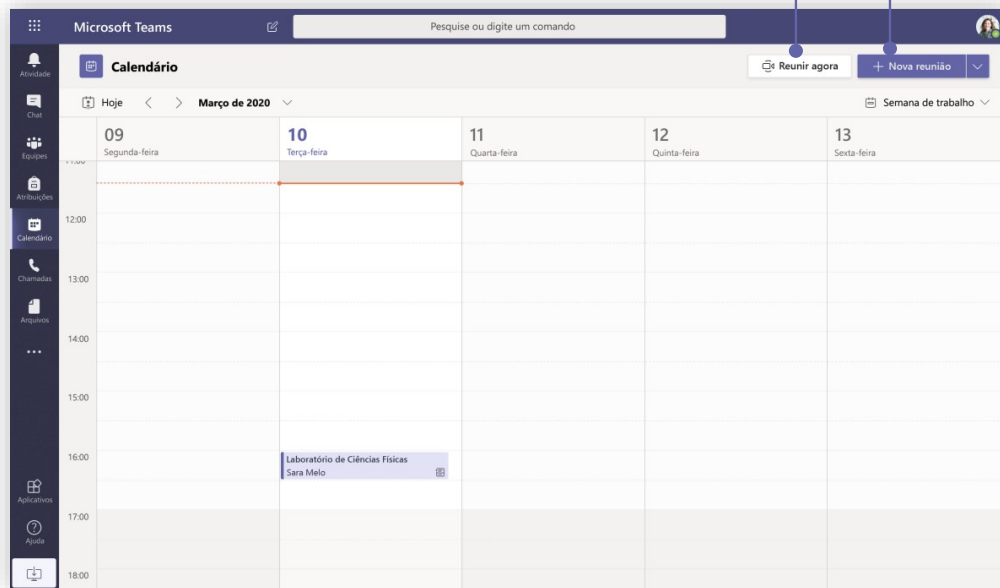 Microsoft Teams
Pesquise ou digite um comando
Atividade
Chat
Equipes
Atribuições
Calendário
Chamadas
Arquivos
Aplicativos
Ajuda
Calendário
Reunir agora
+ Nova reunião
Hoje
Março de 2020
Semana de trabalho
09
Segunda-feira
10
Terça-feira
11
Quarta-feira
12
Quinta-feira
13
Sexta-feira
11:00
12:00
13:00
14:00
15:00
16:00
Laboratório de Ciências Físicas
Sara Melo
17:00
18:00